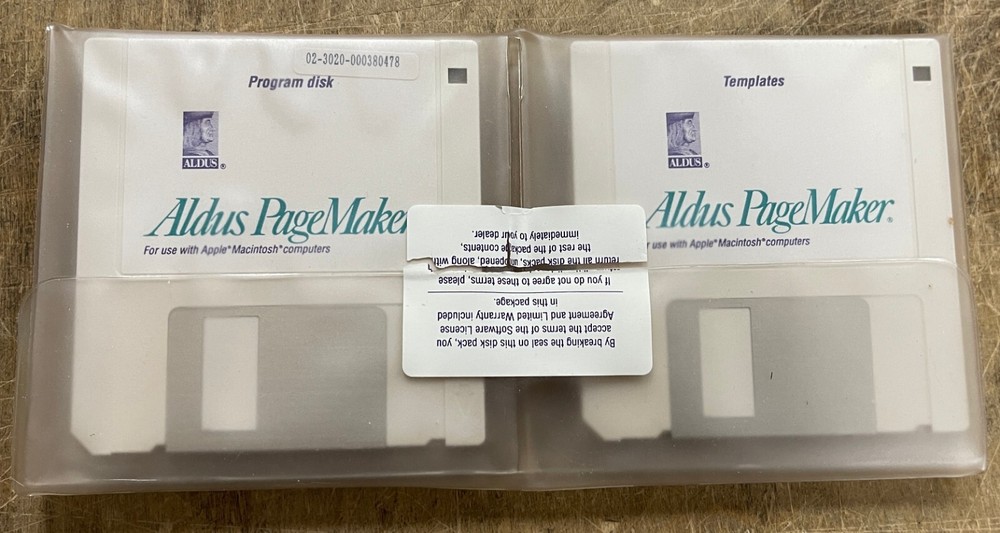 02-3020-000380478
Program disk
ALDUS®
Aldus PageMaker
For use with Apple® Macintosh® computers
Templates
ALDUS®
Aldus PageMaker®
use with Apple® Macintosh® computers
By breaking the seal on this disk pack, you
accept the terms of the Software License
Agreement and Limited Warranty included
in this package.
If you do not agree to these terms, please
return all the disk packs, unopened, along with
the rest of the package contents,
immediately to your dealer.